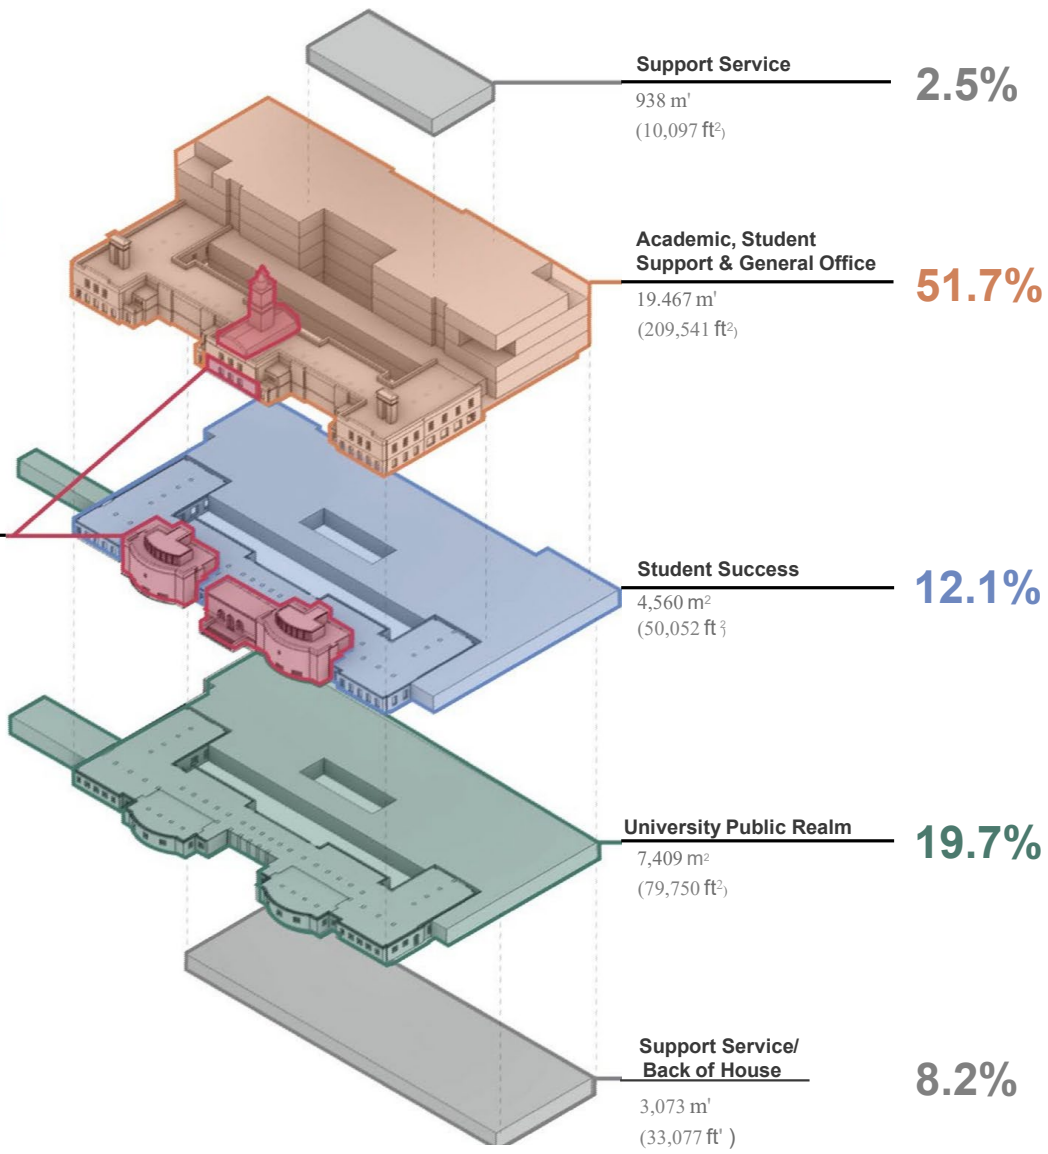 Support Service
2.5%
938 m'
(10,097 ft²)
Academic, Student
Support & General Office
51.7%
19.467 m'
(209,541 ft²)
Student Success
12.1%
4,560 m²
(50,052 ft²)
University Public Realm
19.7%
7,409 m²
(79,750 ft²)
Support Service/
Back of House
8.2%
3,073 m'
(33,077 ft' )